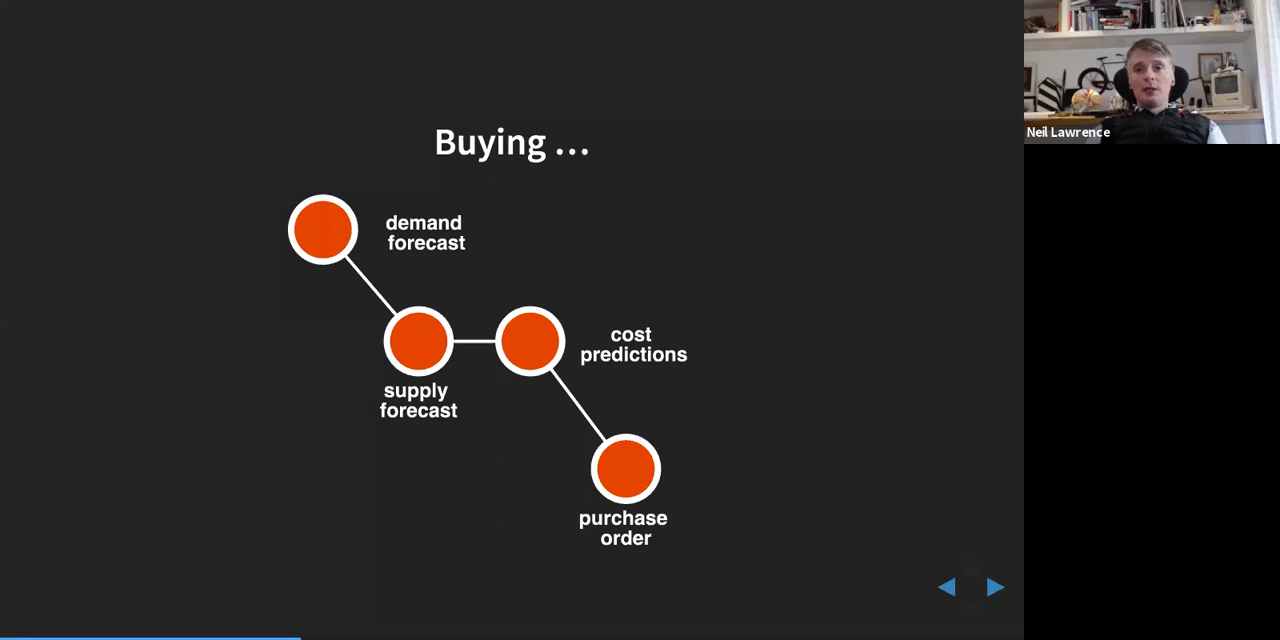 Buying ...
demand
forecast
cost
predictions
supply
forecast
purchase
order
Neil Lawrence